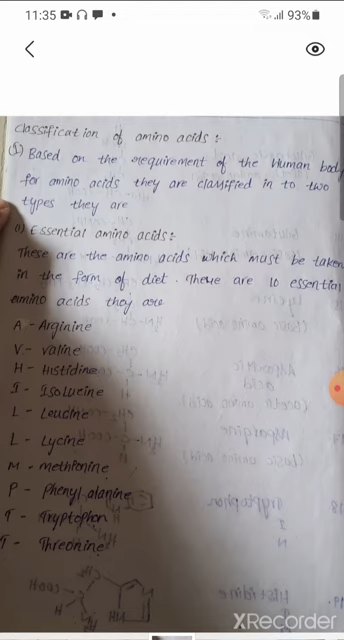 11:35
93%
Classification of amino acids :-
(I) Based on the requirement of the Human body
for amino acids they are classified in to two
types they are
(1) Essential amino acids:-
These are the amino acids which must be taken
in the form of diet. There are 10 essential
amino acids they are
A - Arginine
V - Valine
H - Histidine
I - Isolucine
L - Leucine
L - Lycine
M - methionine
P - Phenyl alanine
T - Tryptophan
T - Threonine
XRecorder